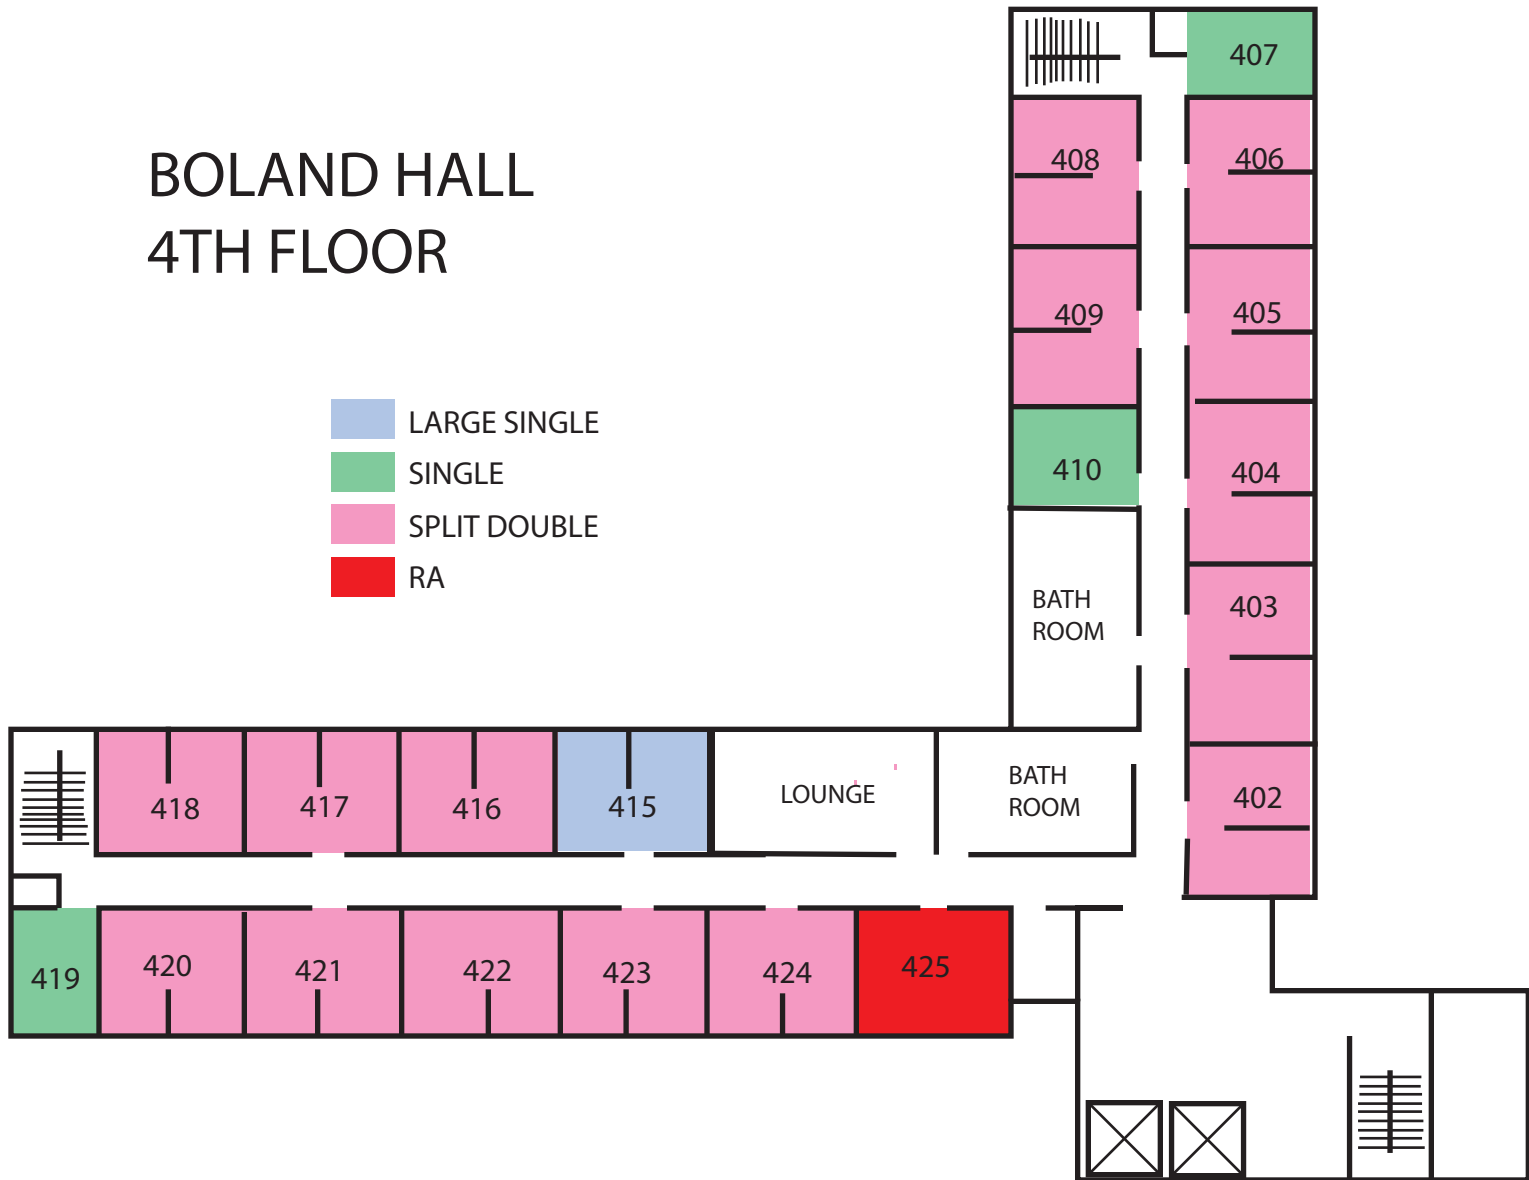 BOLAND HALL
4TH FLOOR
LARGE SINGLE
SINGLE
SPLIT DOUBLE
RA
407
408
406
409
405
410
404
BATH
ROOM
403
402
418
417
416
415
LOUNGE
BATH
ROOM
419
420
421
422
423
424
425